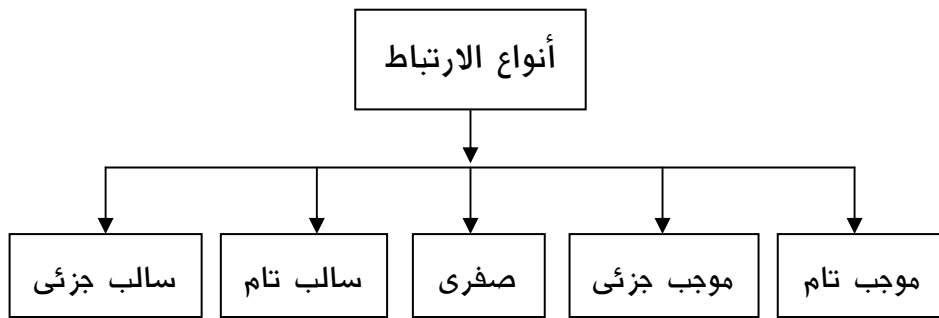 أنواع الارتباط
موجب تام
موجب جزئى
صفرى
سالب تام
سالب جزئى